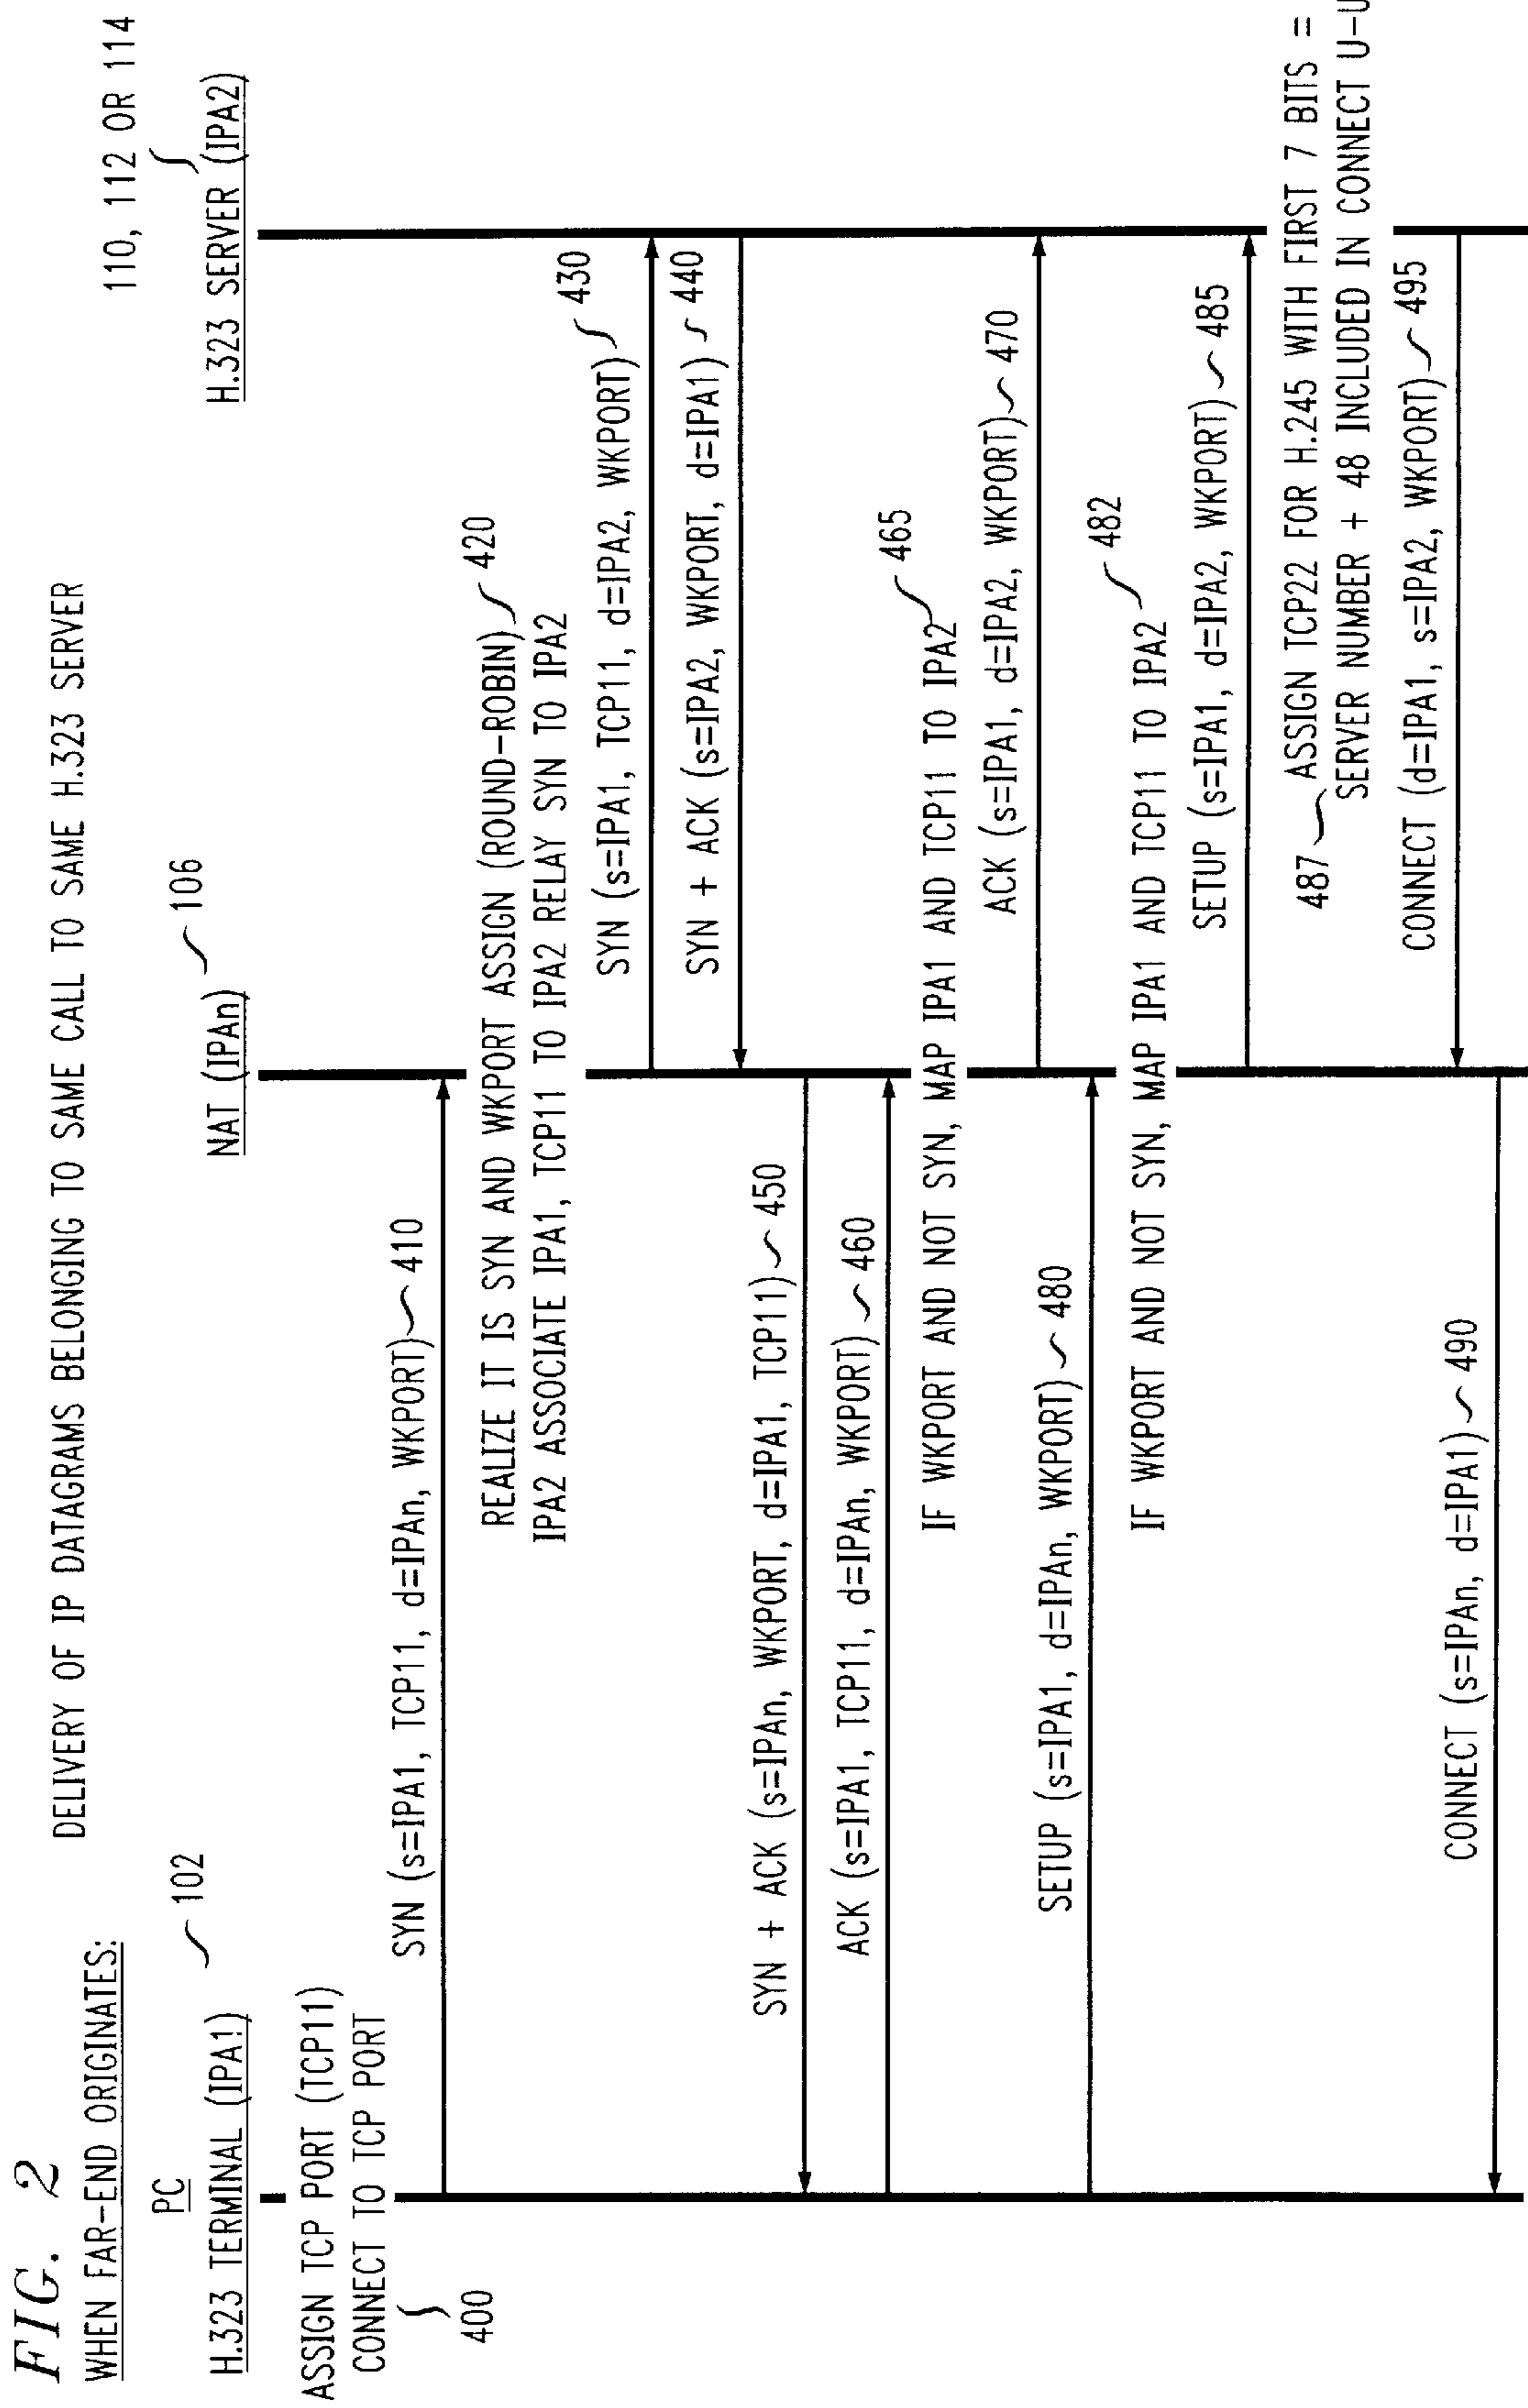 FIG. 2
WHEN FAR-END ORIGINATES:
DELIVERY OF IP DATAGRAMS BELONGING TO SAME CALL TO SAME H.323 SERVER
PC
H.323 TERMINAL (IPA1)
102
NAT (IPAn)
106
110, 112 OR 114
H.323 SERVER (IPA2)
ASSIGN TCP PORT (TCP11)
CONNECT TO TCP PORT
400
SYN (s=IPA1, TCP11, d=IPAn, WKPORT) 410
REALIZE IT IS SYN AND WKPORT ASSIGN (ROUND-ROBIN) 420
IPA2 ASSOCIATE IPA1, TCP11 TO IPA2 RELAY SYN TO IPA2
SYN (s=IPA1, TCP11, d=IPA2, WKPORT) 430
SYN + ACK (s=IPA2, WKPORT, d=IPA1) 440
SYN + ACK (s=IPAn, WKPORT, d=IPA1, TCP11) 450
ACK (s=IPA1, TCP11, d=IPAn, WKPORT) 460
IF WKPORT AND NOT SYN, MAP IPA1 AND TCP11 TO IPA2 465
ACK (s=IPA1, d=IPA2, WKPORT) 470
SETUP (s=IPA1, d=IPAn, WKPORT) 480
IF WKPORT AND NOT SYN, MAP IPA1 AND TCP11 TO IPA2 482
SETUP (s=IPA1, d=IPA2, WKPORT) 485
487 ASSIGN TCP22 FOR H.245 WITH FIRST 7 BITS =
SERVER NUMBER + 48 INCLUDED IN CONNECT U-U
CONNECT (d=IPA1, s=IPA2, WKPORT) 495
CONNECT (s=IPAn, d=IPA1) 490